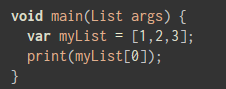 void main(List args) {
  var myList = [1,2,3];
  print(myList[0]);
}